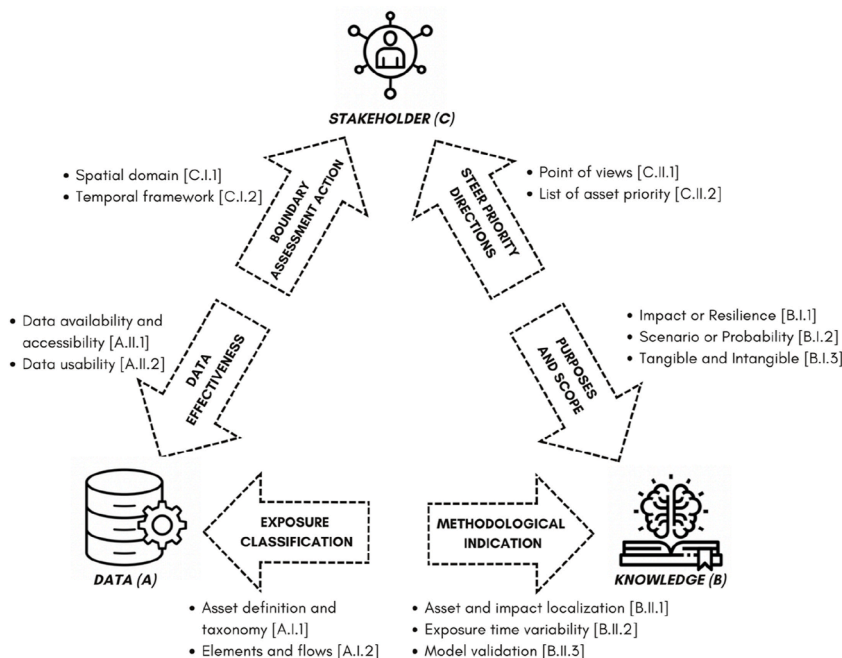 STAKEHOLDER (C)
• Spatial domain [C.I.1]
• Temporal framework [C.I.2]
BOUNDARY
ASSESSMENT ACTION
STEER PRIORITY
DIRECTIONS
• Point of views [C.II.1]
• List of asset priority [C.II.2]
• Data availability and
accessibility [A.II.1]
• Data usability [A.II.2]
DATA
EFFECTIVENESS
PURPOSES
AND SCOPE
• Impact or Resilience [B.I.1]
• Scenario or Probability [B.I.2]
• Tangible and Intangible [B.I.3]
DATA (A)
EXPOSURE
CLASSIFICATION
METHODOLOGICAL
INDICATION
KNOWLEDGE (B)
• Asset definition and
taxonomy [A.I.1]
• Elements and flows [A.I.2]
• Asset and impact localization [B.II.1]
• Exposure time variability [B.II.2]
• Model validation [B.II.3]